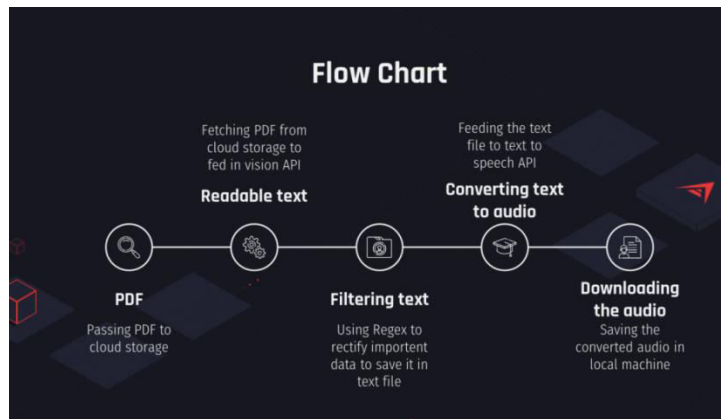 Flow Chart
Fetching PDF from
cloud storage to
fed in vision API
Readable text
Feeding the text
file to text to
speech API
Converting text
to audio
PDF
Passing PDF to
cloud storage
Filtering text
Using Regex to
rectify importent
data to save it in
text file
Downloading
the audio
Saving the
converted audio in
local machine